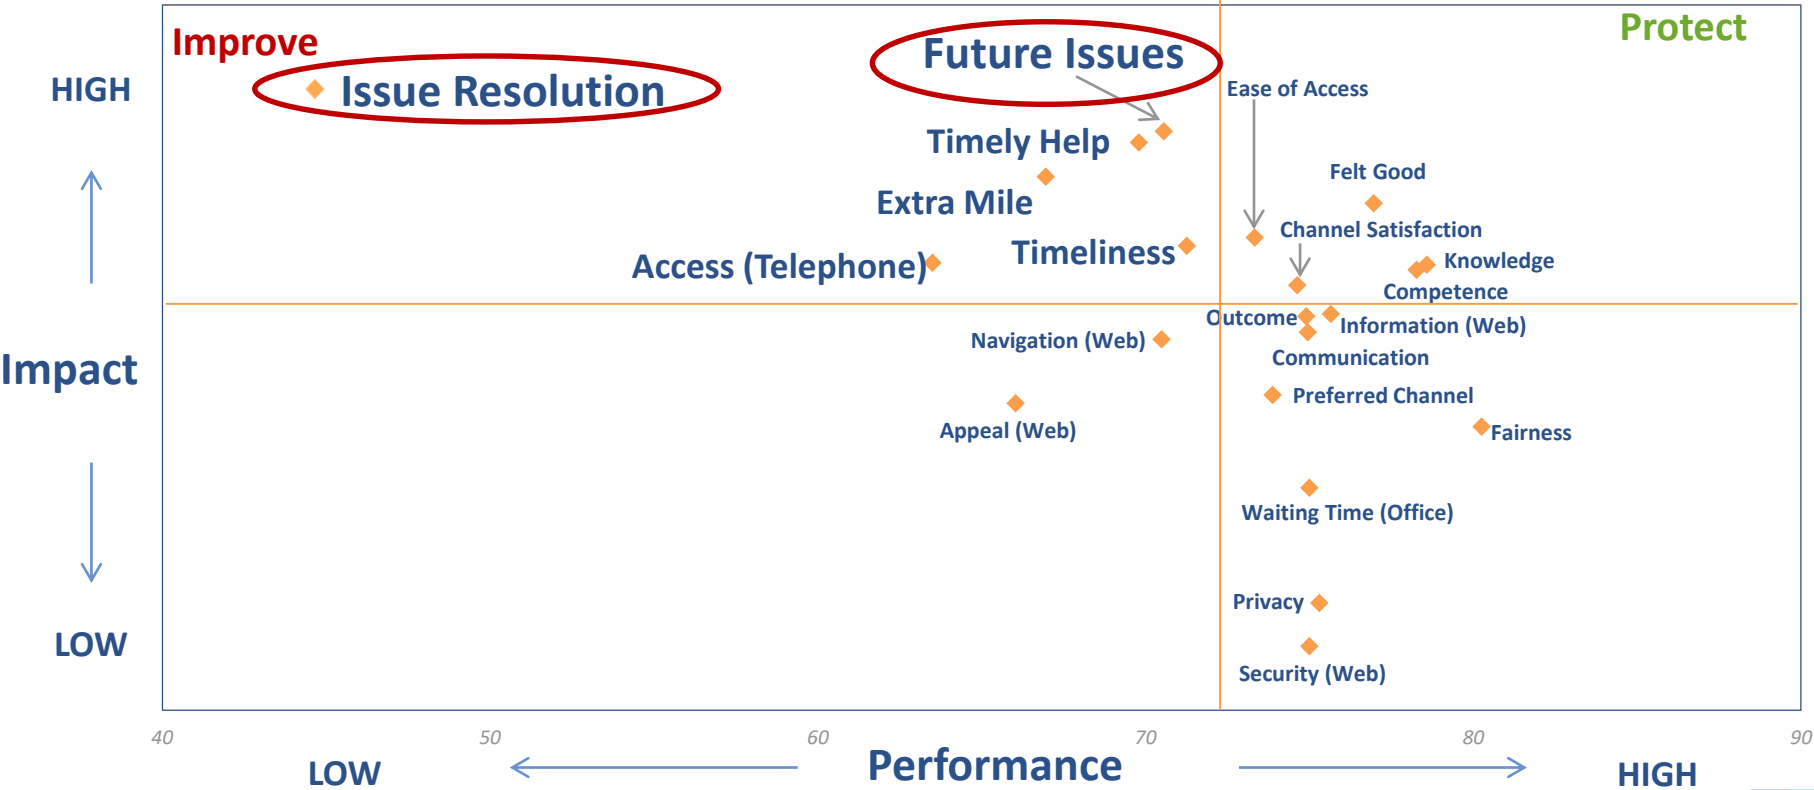 Improve
Protect
Future Issues
HIGH
Issue Resolution
Ease of Access
Timely Help
Felt Good
Extra Mile
Channel Satisfaction
Timeliness
Access (Telephone)
Knowledge
Competence
Outcome
Information (Web)
Navigation (Web)
Communication
Impact
Preferred Channel
Appeal (Web)
Fairness
Waiting Time (Office)
Privacy
LOW
Security (Web)
40 50 60 70 80 90
LOW Performance HIGH